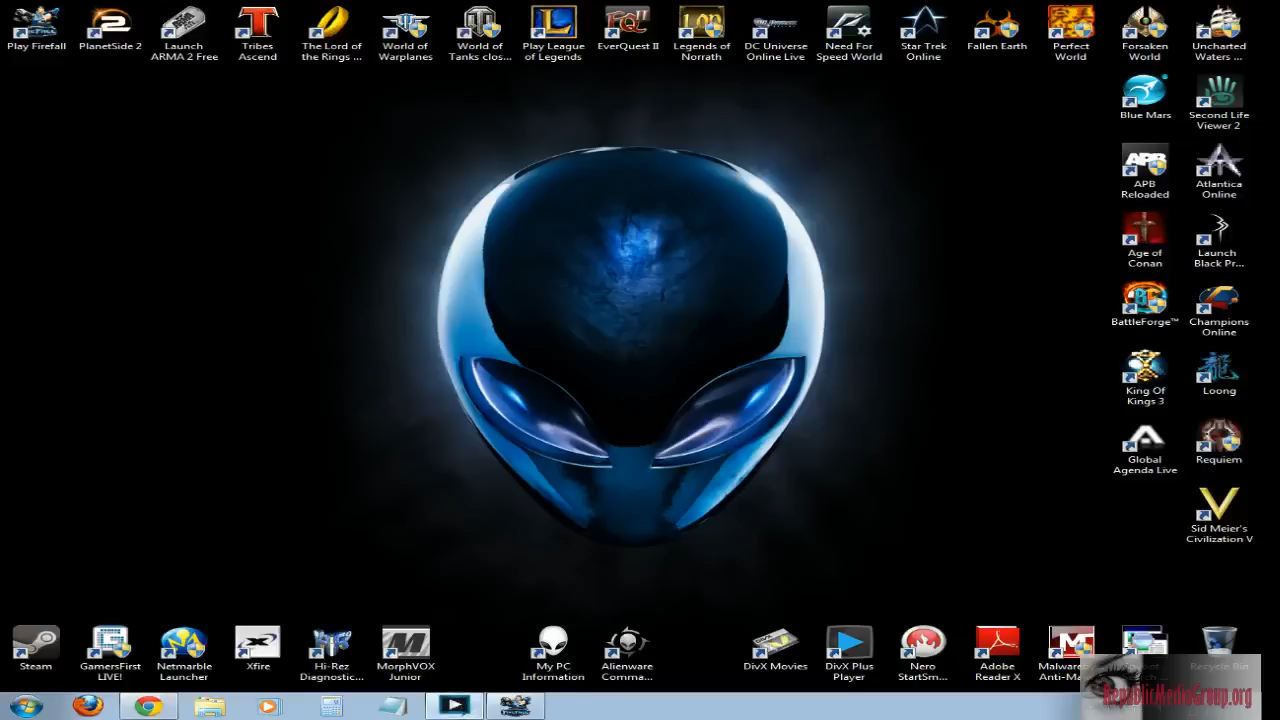 Play Firefall
PlanetSide 2
Launch
ARMA 2 Free
Tribes
Ascend
The Lord of
the Rings ...
World of
Warplanes
World of
Tanks clos...
Play League
of Legends
EverQuest II
Legends of
Norrath
DC Universe
Online Live
Need For
Speed World
Star Trek
Online
Fallen Earth
Perfect
World
Forsaken
World
Uncharted
Waters ...
Blue Mars
Second Life
Viewer 2
APB
Reloaded
Atlantica
Online
Age of
Conan
Launch
Black Pr...
BattleForge™
Champions
Online
King Of
Kings 3
Loong
Global
Agenda Live
Requiem
Sid Meier's
Civilization V
Steam
GamersFirst
LIVE!
Netmarble
Launcher
Xfire
Hi-Rez
Diagnostic...
MorphVOX
Junior
My PC
Information
Alienware
Comma...
DivX Movies
DivX Plus
Player
Nero
StartSm...
Adobe
Reader X
Malware
Anti-Ma
Recycle Bin
RepublicMediaGroup.org